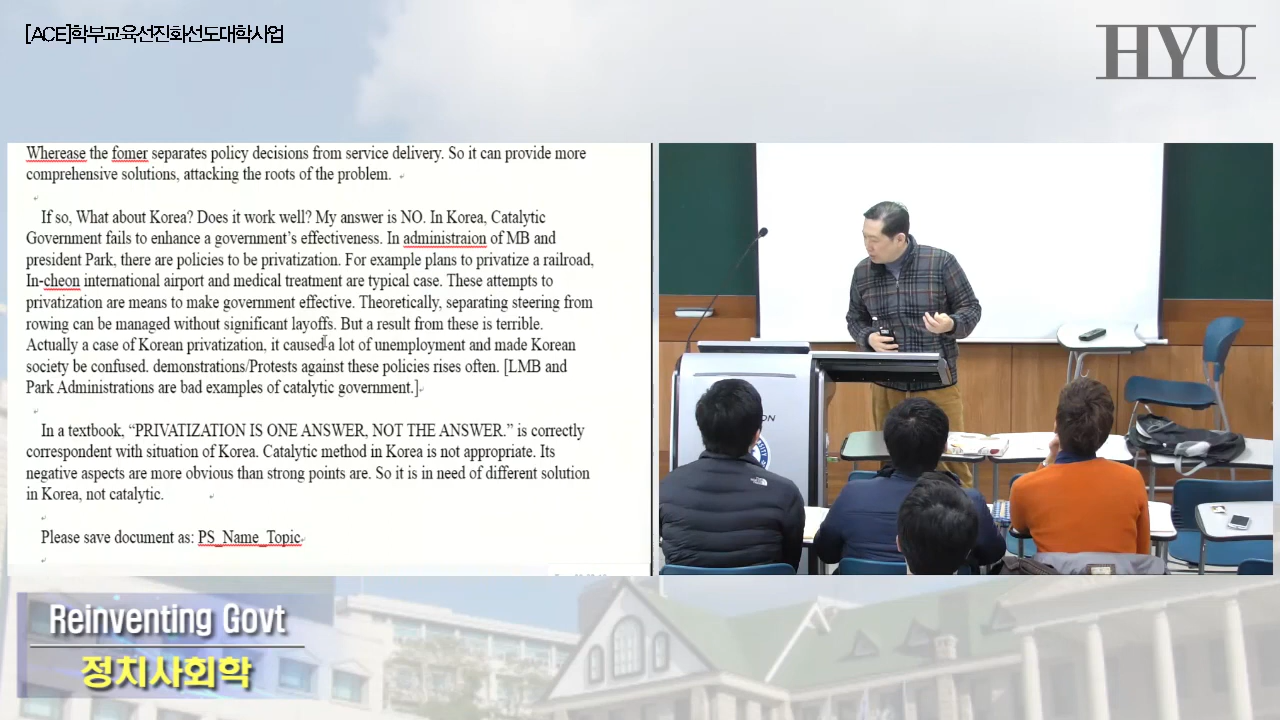 [ACE]학부교육선진화선도대학사업
HYU
Wherease the fomer separates policy decisions from service delivery. So it can provide more
comprehensive solutions, attacking the roots of the problem.
If so, What about Korea? Does it work well? My answer is NO. In Korea, Catalytic
Government fails to enhance a government's effectiveness. In administraion of MB and
president Park, there are policies to be privatization. For example plans to privatize a railroad,
In-cheon international airport and medical treatment are typical case. These attempts to
privatization are means to make government effective. Theoretically, separating steering from
rowing can be managed without significant layoffs. But a result from these is terrible.
Actually a case of Korean privatization, it caused a lot of unemployment and made Korean
society be confused. demonstrations/Protests against these policies rises often. [LMB and
Park Administrations are bad examples of catalytic government.]
In a textbook, “PRIVATIZATION IS ONE ANSWER, NOT THE ANSWER.” is correctly
correspondent with situation of Korea. Catalytic method in Korea is not appropriate. Its
negative aspects are more obvious than strong points are. So it is in need of different solution
in Korea, not catalytic.
Please save document as: PS_Name_Topic
Reinventing Govt
정치사회학